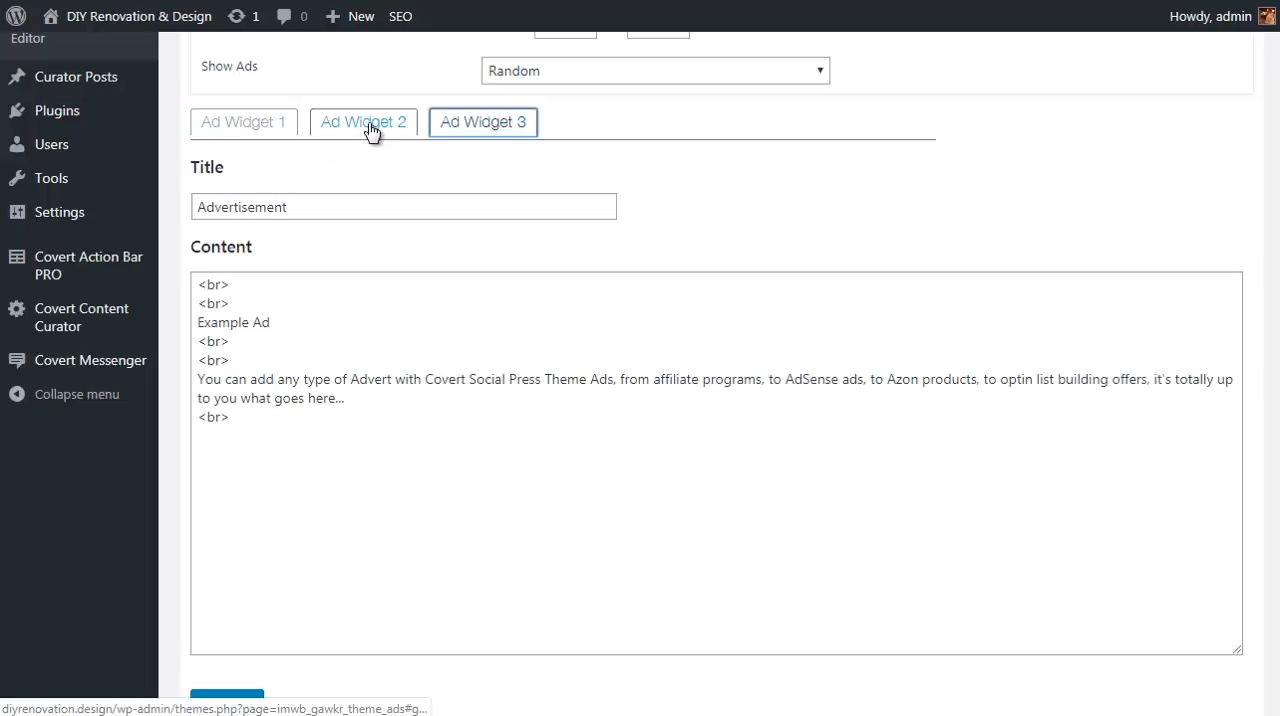 DIY Renovation & Design 1 0 New SEO Howdy, admin
Editor
Curator Posts
Plugins
Users
Tools
Settings
Covert Action Bar
PRO
Covert Content
Curator
Covert Messenger
Collapse menu
Show Ads Random
Ad Widget 1 Ad Widget 2 Ad Widget 3
Title
Advertisement
Content
<br>
<br>
Example Ad
<br>
<br>
You can add any type of Advert with Covert Social Press Theme Ads, from affiliate programs, to AdSense ads, to Azon products, to optin list building offers, it's totally up
to you what goes here...
<br>
diyrenovation.design/wp-admin/themes.php?page=imwb_gawkr_theme_ads#g...